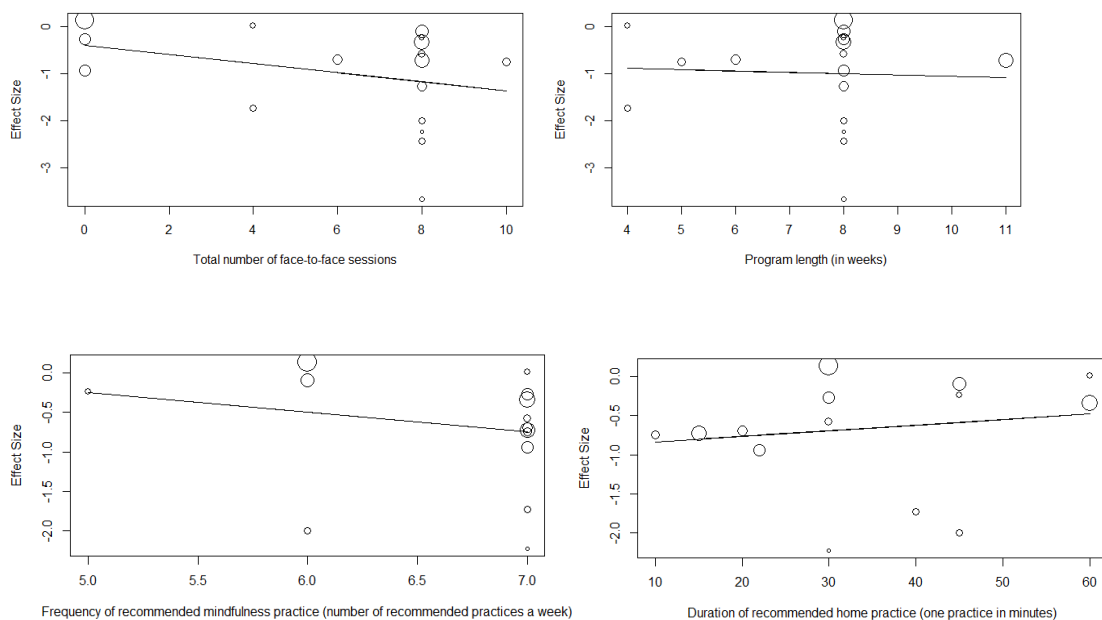 Effect Size
0
-1
-2
-3
0 2 4 6 8 10
Total number of face-to-face sessions
Effect Size
0
-1
-2
-3
4 5 6 7 8 9 10 11
Program length (in weeks)
Effect Size
0.0
-0.5
-1.0
-1.5
-2.0
5.0 5.5 6.0 6.5 7.0
Frequency of recommended mindfulness practice (number of recommended practices a week)
Effect Size
0.0
-0.5
-1.0
-1.5
-2.0
10 20 30 40 50 60
Duration of recommended home practice (one practice in minutes)